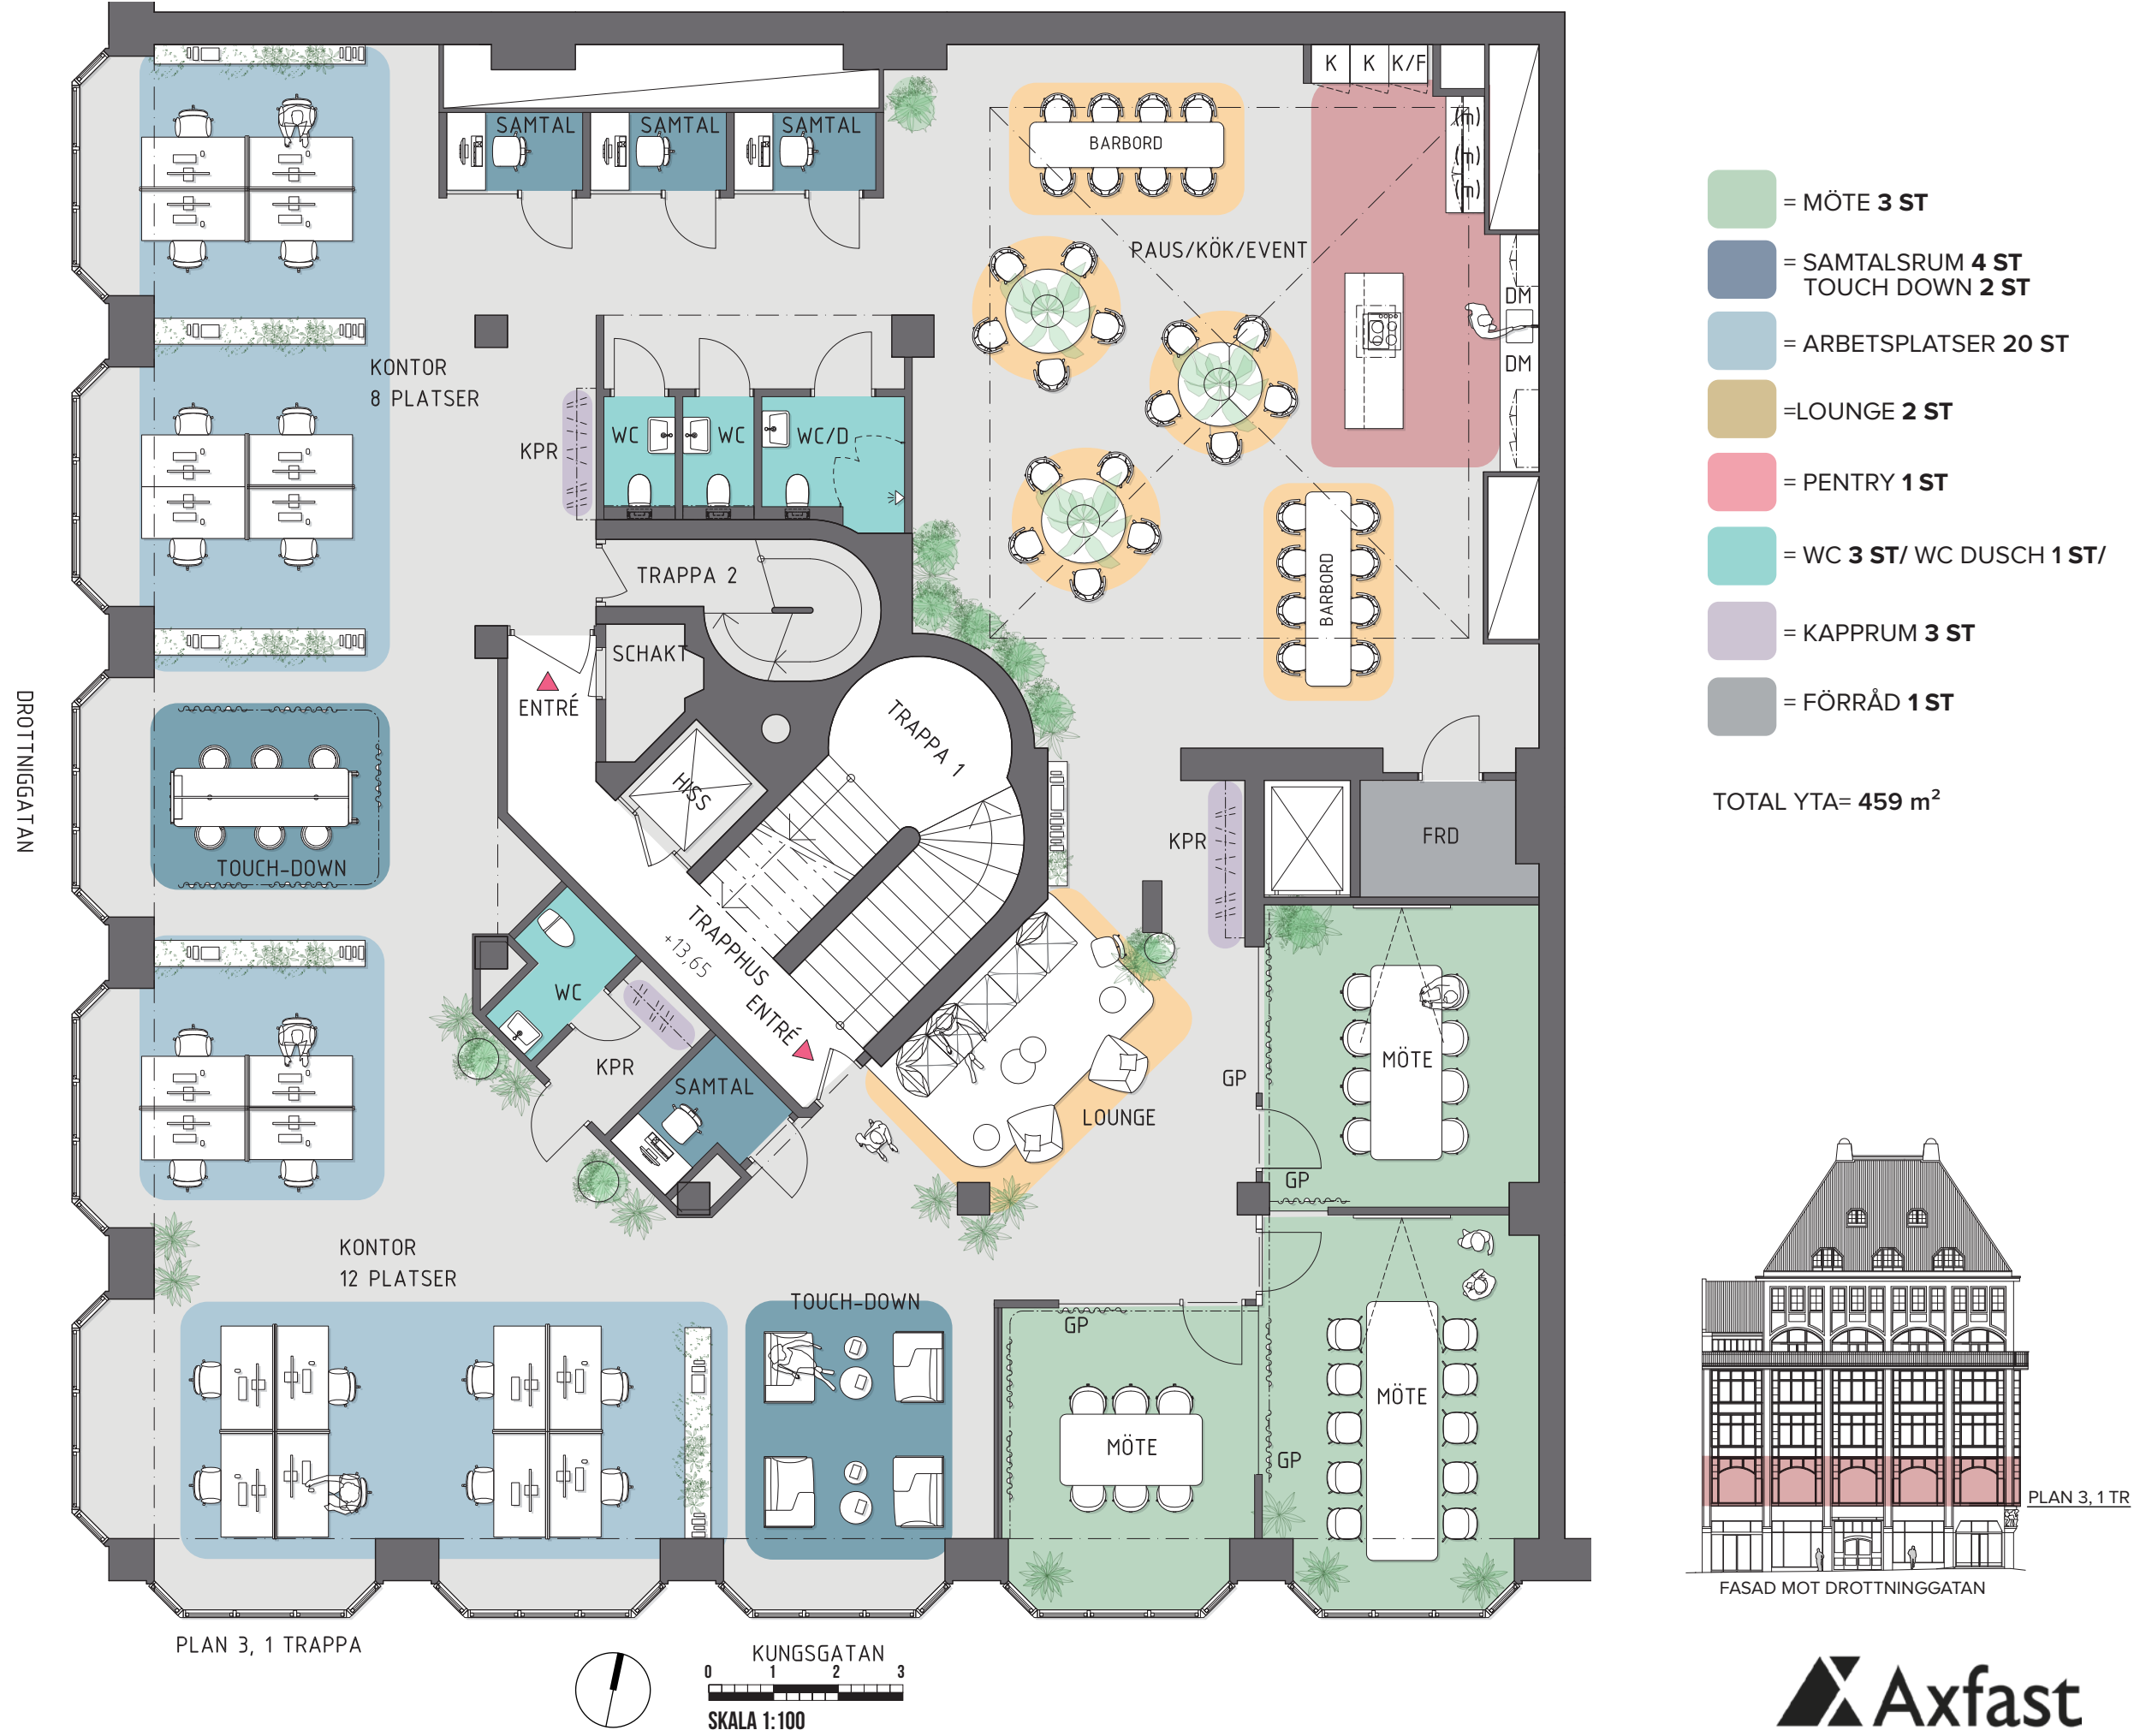 K
K
K/F
SAMTAL
SAMTAL
SAMTAL
BARBORD
(m)
(m)
(m)
PAUS/KÖK/EVENT
DM
DM
KONTOR
8 PLATSER
KPR
WC
WC
WC/D
TRAPPA 2
BARBORD
SCHAKT
ENTRÉ
DROTTNINGGATAN
TRAPPA 1
HISS
TOUCH-DOWN
KPR
FRD
TRAPPHUS
+13,65
ENTRÉ
WC
KPR
SAMTAL
LOUNGE
GP
MÖTE
GP
KONTOR
12 PLATSER
TOUCH-DOWN
GP
MÖTE
MÖTE
GP
PLAN 3, 1 TRAPPA
KUNGSGATAN
0 1 2 3
SKALA 1:100
= MÖTE 3 ST
= SAMTALSRUM 4 ST
TOUCH DOWN 2 ST
= ARBETSPLATSER 20 ST
=LOUNGE 2 ST
= PENTRY 1 ST
= WC 3 ST/ WC DUSCH 1 ST/
= KAPPRUM 3 ST
= FÖRRÅD 1 ST
TOTAL YTA= 459 m²
PLAN 3, 1 TR
FASAD MOT DROTTNINGGATAN
Axfast